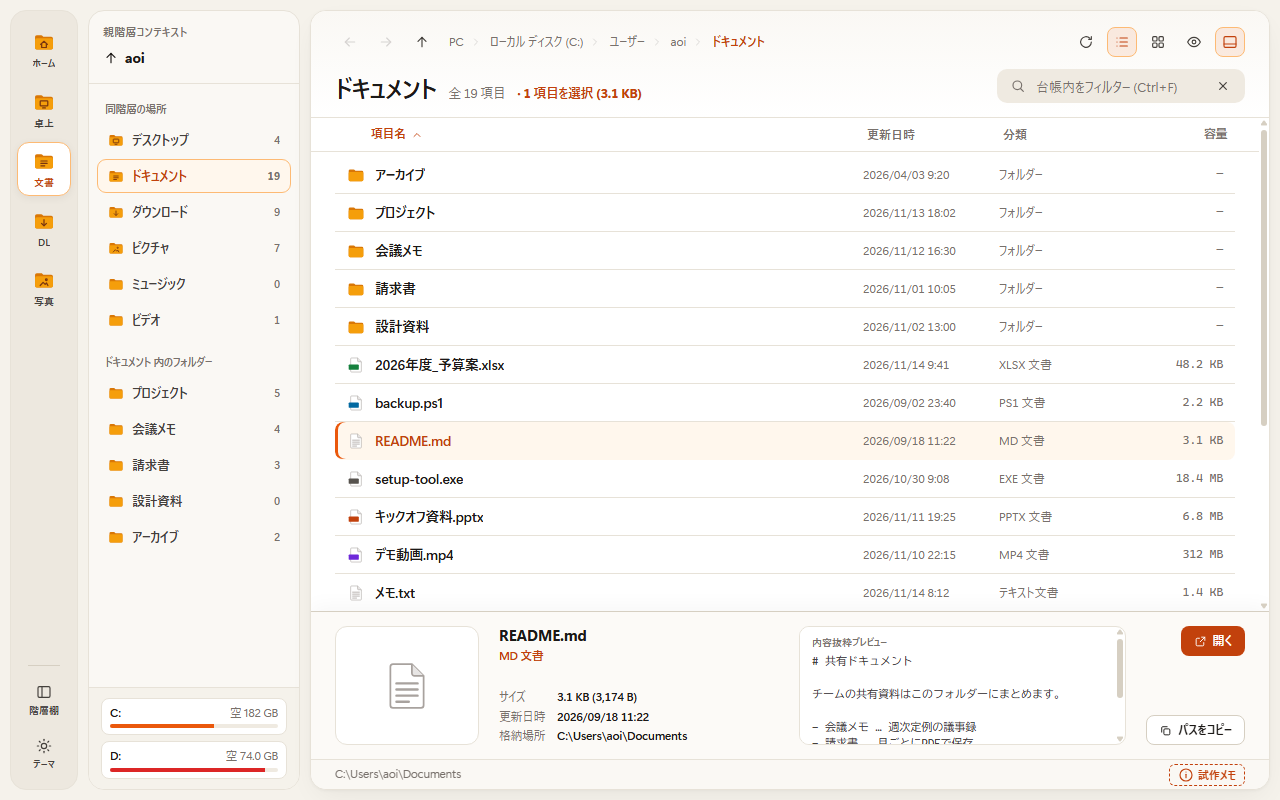 ホーム
卓上
文書
DL
写真
階層棚
テーマ
親階層コンテキスト
aoi
同階層の場所
デスクトップ 4
ドキュメント 19
ダウンロード 9
ピクチャ 7
ミュージック 0
ビデオ 1
ドキュメント 内のフォルダー
プロジェクト 5
会議メモ 4
請求書 3
設計資料 0
アーカイブ 2
C: 空 182 GB
D: 空 74.0 GB
PC ローカル ディスク (C:) ユーザー aoi ドキュメント
ドキュメント 全 19 項目 ・1 項目を選択 (3.1 KB)
台帳内をフィルター (Ctrl+F)
項目名 更新日時 分類 容量
アーカイブ 2026/04/03 9:20 フォルダー –
プロジェクト 2026/11/13 18:02 フォルダー –
会議メモ 2026/11/12 16:30 フォルダー –
請求書 2026/11/01 10:05 フォルダー –
設計資料 2026/11/02 13:00 フォルダー –
2026年度_予算案.xlsx 2026/11/14 9:41 XLSX 文書 48.2 KB
backup.ps1 2026/09/02 23:40 PS1 文書 2.2 KB
README.md 2026/09/18 11:22 MD 文書 3.1 KB
setup-tool.exe 2026/10/30 9:08 EXE 文書 18.4 MB
キックオフ資料.pptx 2026/11/11 19:25 PPTX 文書 6.8 MB
デモ動画.mp4 2026/11/10 22:15 MP4 文書 312 MB
メモ.txt 2026/11/14 8:12 テキスト文書 1.4 KB
README.md
MD 文書
サイズ 3.1 KB (3,174 B)
更新日時 2026/09/18 11:22
格納場所 C:\Users\aoi\Documents
内容抜粋プレビュー
# 共有ドキュメント
チームの共有資料はこのフォルダーにまとめます。
- 会議メモ … 週次定例の議事録
- 請求書 … 月ごとにPDFで保存
開く
パスをコピー
C:\Users\aoi\Documents
試作メモ